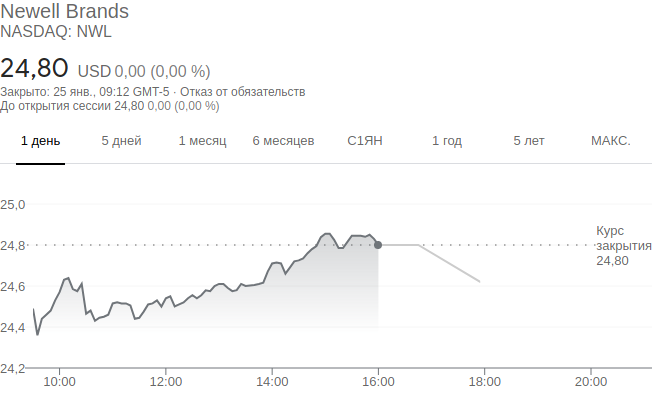 Newell Brands
NASDAQ: NWL
24,80 USD 0,00 (0,00 %)
Закрыто: 25 янв., 09:12 GMT-5 · Отказ от обязательств
До открытия сессии 24,80 0,00 (0,00 %)
1 день 5 дней 1 месяц 6 месяцев С1ЯН 1 год 5 лет МАКС.
25,0
Курс
24,8 закрытия
24,80
24,6
24,4
24,2
10:00 12:00 14:00 16:00 18:00 20:00